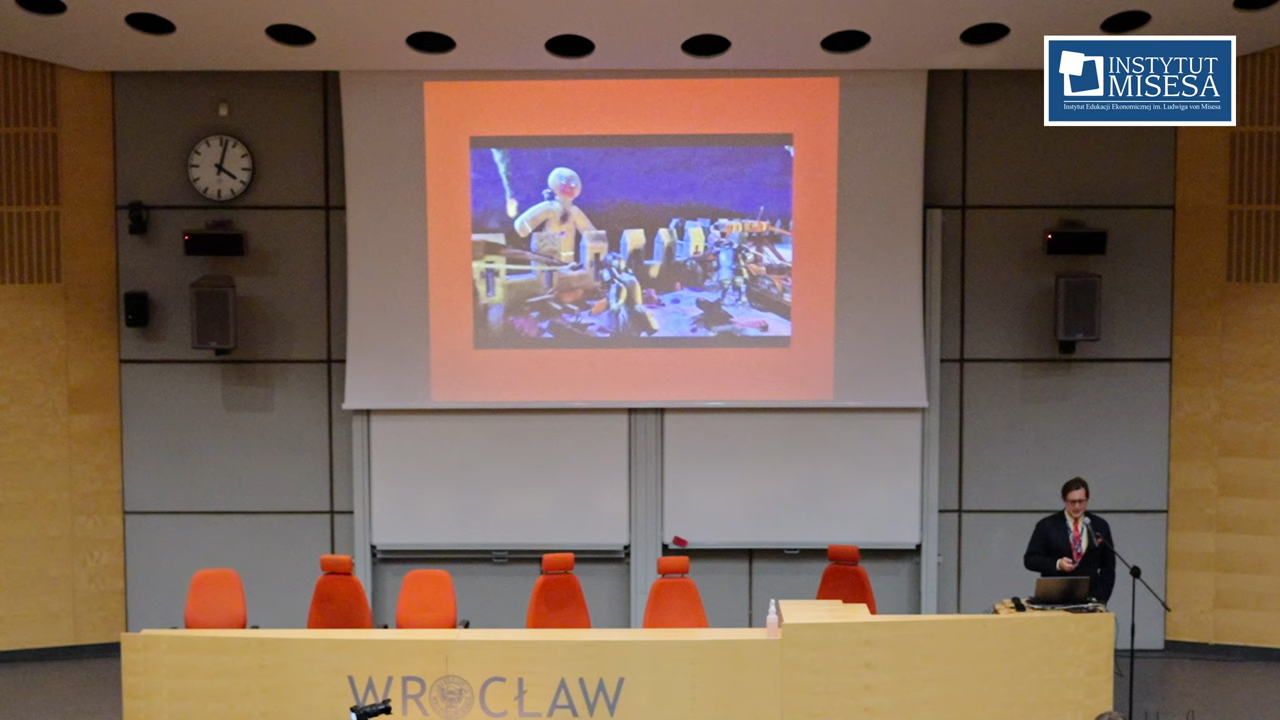 INSTYTUT
MISESA
Instytut Edukacji Ekonomicznej im. Ludwiga von Misesa
WROCŁAW